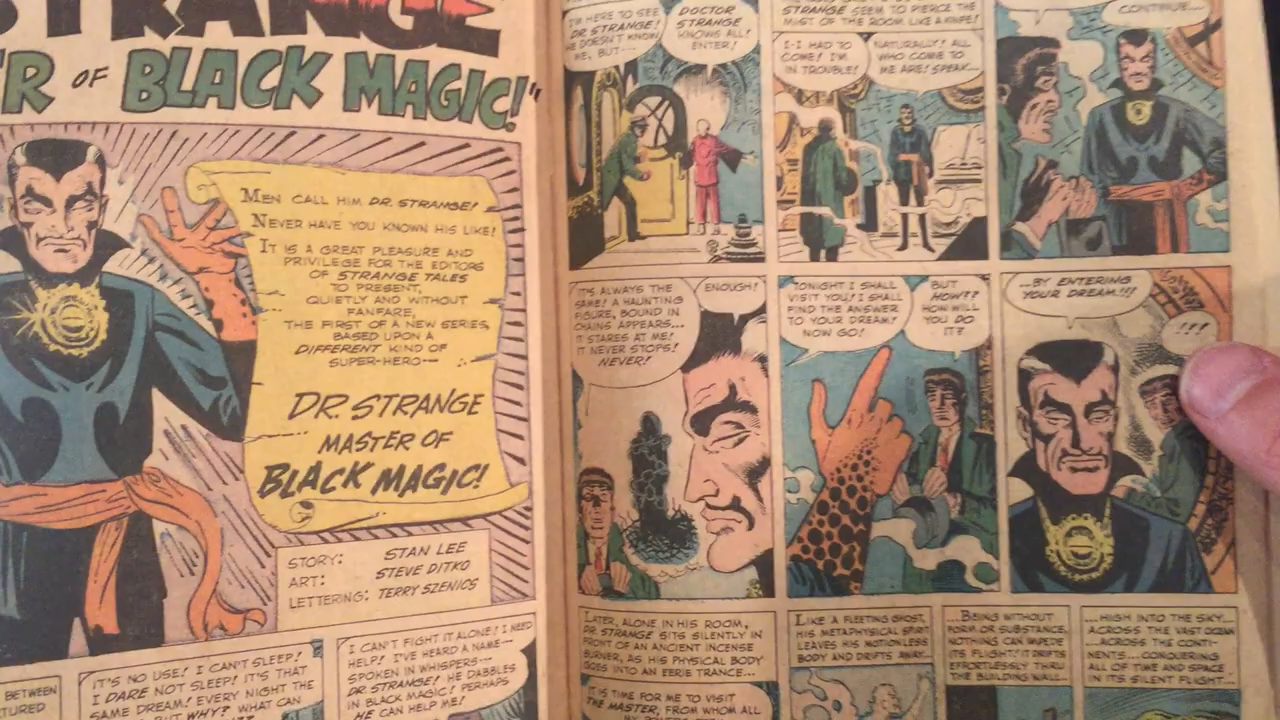 STRANGE
OF BLACK MAGIC!"
MEN CALL HIM DR. STRANGE!
NEVER HAVE YOU KNOWN HIS LIKE!
IT IS A GREAT PLEASURE AND
PRIVILEGE FOR THE EDITORS
OF STRANGE TALES
TO PRESENT,
QUIETLY AND WITHOUT
FANFARE,
THE FIRST OF A NEW SERIES,
BASED UPON A
DIFFERENT KIND OF
SUPER-HERO--
DR. STRANGE
MASTER OF
BLACK MAGIC!
STORY: STAN LEE
ART: STEVE DITKO
LETTERING: TERRY SZENICS
BETWEEN
IT'S NO USE! I CAN'T SLEEP!
I DARE NOT SLEEP! IT'S THAT
SAME DREAM! EVERY NIGHT THE
BUT WHY? WHAT CAN
I CAN'T FIGHT IT ALONE! I NEED
HELP! I'VE HEARD A NAME--
SPOKEN IN WHISPERS---
DR. STRANGE! HE DABBLES
IN BLACK MAGIC! PERHAPS
HE CAN HELP ME!
I'M HERE TO SEE
DR. STRANGE!
HE DOESN'T KNOW
ME, BUT---
DOCTOR
STRANGE
KNOWS ALL!
ENTER!
STRANGE SEEM TO PIERCE THE
MIST OF THE ROOM LIKE A KNIFE!
I-I HAD TO
COME! I'M
IN TROUBLE!
NATURALLY! ALL
WHO COME TO
ME ARE! SPEAK...
CONTINUE...
IT'S ALWAYS THE
SAME! A HAUNTING
FIGURE, BOUND IN
CHAINS APPEARS...
IT STARES AT ME!
IT NEVER STOPS!
NEVER!
ENOUGH!
TONIGHT I SHALL
VISIT YOU! I SHALL
FIND THE ANSWER
TO YOUR DREAM!
NOW GO!
BUT
HOW??
HOW WILL
YOU DO
IT?
...BY ENTERING
YOUR DREAM!!!
!!!
LATER, ALONE IN HIS ROOM,
DR. STRANGE SITS SILENTLY IN
FRONT OF AN ANCIENT INCENSE
BURNER, AS HIS PHYSICAL BODY
GOES INTO AN EERIE TRANCE...
IT IS TIME FOR ME TO VISIT
THE MASTER, FROM WHOM ALL
LIKE A FLEETING GHOST,
HIS METAPHYSICAL SPIRIT
LEAVES HIS MOTIONLESS
BODY AND DRIFTS AWAY...
...BEING WITHOUT
FORM OR SUBSTANCE
NOTHING CAN IMPEDE
ITS FLIGHT! IT DRIFTS
EFFORTLESSLY THRU
THE BUILDING WALL...
...HIGH INTO THE SKY...
ACROSS THE VAST OCEAN
ACROSS THE CONTI-
NENTS... CONQUERING
ALL OF TIME AND SPACE
IN ITS SILENT FLIGHT...